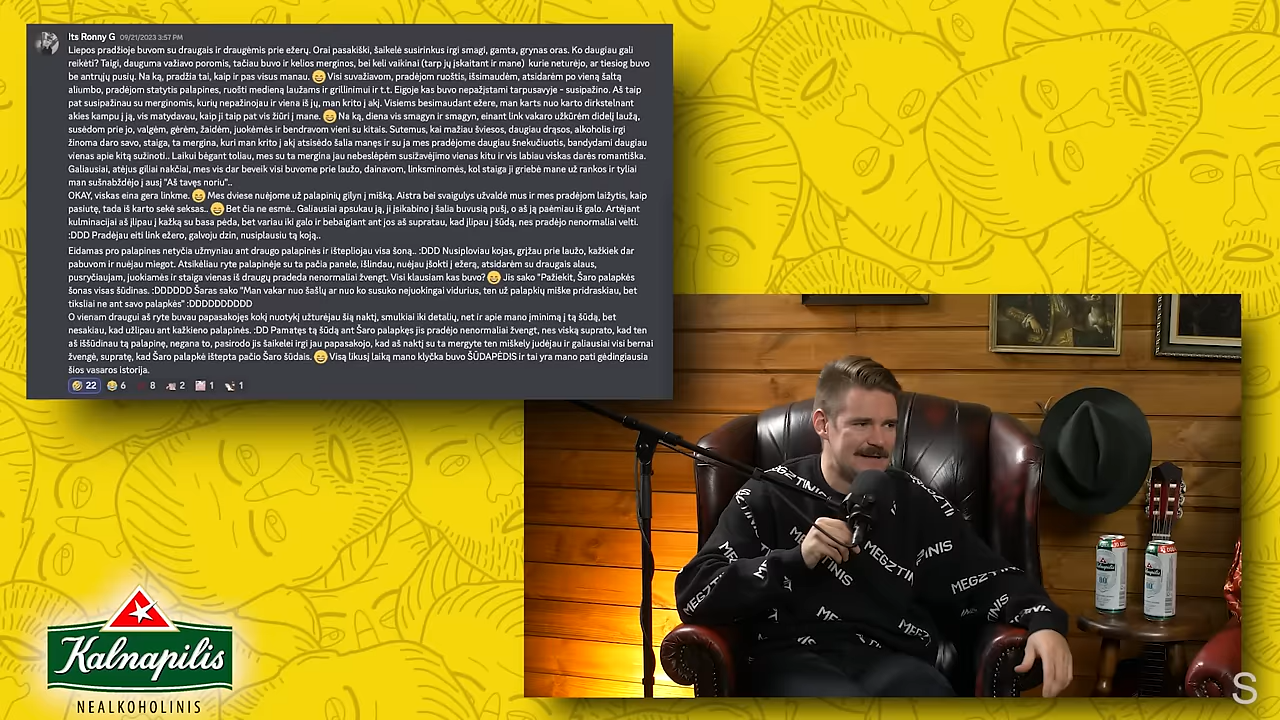 Its Ronny G 09/21/2023 3:57 PM
Liepos pradžioje buvom su draugais ir draugėmis prie ežerų. Orai pasakiški, šaikelė susirinkus irgi smagi, gamta, grynas oras. Ko daugiau gali
reikėti? Taigi, dauguma važiavo poromis, tačiau buvo ir kelios merginos, bei keli vaikinai (tarp jų įskaitant ir mane) kurie neturėjo, ar tiesiog buvo
be antrųjų pusių. Na ką, pradžia tai, kaip ir pas visus manau. 😄Visi suvažiavom, pradėjom ruoštis, išsimaudėm, atsidarėm po vieną šaltą
aliumbo, pradėjom statytis palapines, ruošti medieną laužams ir grillinimui ir t.t. Eigoje kas buvo nepažįstami tarpusavyje - susipažino. Aš taip
pat susipažinau su merginomis, kurių nepažinojau ir viena iš jų, man krito į akį. Visiems besimaudant ežere, man karts nuo karto dirkstelnant
akies kampu į ją, vis matydavau, kaip ji taip pat vis žiūri į mane. 😄 Na ką, diena vis smagyn ir smagyn, einant link vakaro užkūrėm didelį laužą,
susėdom prie jo, valgėm, gėrėm, žaidėm, juokėmės ir bendravom vieni su kitais. Sutemus, kai mažiau šviesos, daugiau drąsos, alkoholis irgi
žinoma daro savo, staiga, ta mergina, kuri man krito į akį atsisėdo šalia manęs ir su ja mes pradėjome daugiau šnekučiuotis, bandydami daugiau
vienas apie kitą sužinoti.. Laikui bėgant toliau, mes su ta mergina jau nebeslėpėm susižavėjimo vienas kitu ir vis labiau viskas darės romantiška.
Galiausiai, atėjus giliai nakčiai, mes vis dar beveik visi buvome prie laužo, dainavom, linksminomės, kol staiga ji griebė mane už rankos ir tyliai
man sušnabždėjo į ausį "Aš tavęs noriu"..
OKAY, viskas eina gera linkme. 😄 Mes dviese nuėjome už palapinių gilyn į mišką. Aistra bei svaigulys užvaldė mus ir mes pradėjom laižytis, kaip
pasiutę, tada iš karto sekė seksas.. 😄 Bet čia ne esmė.. Galiausiai apsukau ją, ji įsikabino į šalia buvusią pušį, o aš ją paėmiau iš galo. Artėjant
kulminacijai aš įlipau į kažką su basa pėda, bet variau iki galo ir bebaigiant ant jos aš supratau, kad įlipau į šūdą, nes pradėjo nenormaliai velti.
:DDD Pradėjau eiti link ežero, galvoju dzin, nusiplausiu tą koją..
Eidamas pro palapines netyčia užmyniau ant draugo palapinės ir ištepliojau visa šoną.. :DDD Nusiploviau kojas, grįžau prie laužo, kažkiek dar
pabuvom ir nuėjau miegot. Atsikėliau ryte palapinėje su ta pačia panele, išlindau, nuėjau įšokti į ežerą, atsidarėm su draugais alaus,
pusryčiaujam, juokiamės ir staiga vienas iš draugų pradeda nenormaliai žvengt. Visi klausiam kas buvo? 😄 Jis sako "Pažiekit, Šaro palapkės
šonas visas šūdinas. :DDDDDD Šaras sako "Man vakar nuo šašlų ar nuo ko susuko nejuokingai vidurius, ten už palapkių miške pridraskiau, bet
tiksliai ne ant savo palapkės" :DDDDDDDDDD
O vienam draugui aš ryte buvau papasakojęs kokį nuotykį užturėjau šią naktį, smulkiai iki detalių, net ir apie mano įminimą į tą šūdą, bet
nesakiau, kad užlipau ant kažkieno palapinės. :DD Pamatęs tą šūdą ant Šaro palapkęs jis pradėjo nenormaliai žvengt, nes viską suprato, kad ten
aš iššūdinau tą palapinę, negana to, pasirodo jis šaikelei irgi jau papasakojo, kad aš naktį su ta mergyte ten miškely judėjau ir galiausiai visi bernai
žvengė, supratę, kad Šaro palapkė ištepta pačio Šaro šūdais. 😄 Visą likusį laiką mano klyčka buvo ŠŪDAPĖDIS ir tai yra mano pati gėdingiausia
šios vasaros istorija.
22 6 8 2 1 1
MEGZTINIS
MEGZTINIS
MEGZTINIS
Kalnapilis
Kalnapilis
Kalnapilis
NEALKOHOLINIS
S